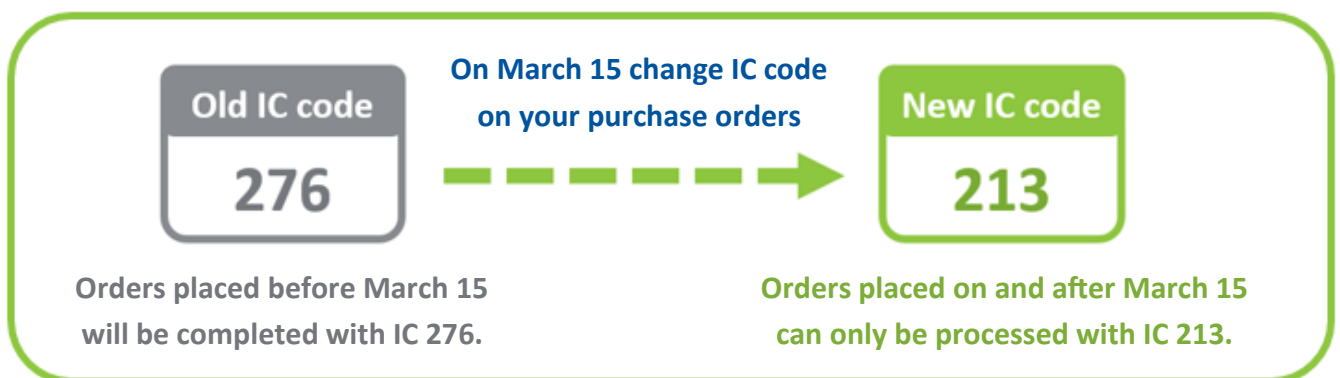 On March 15 change IC code
on your purchase orders
Old IC code
276
New IC code
213
Orders placed before March 15
will be completed with IC 276.
Orders placed on and after March 15
can only be processed with IC 213.